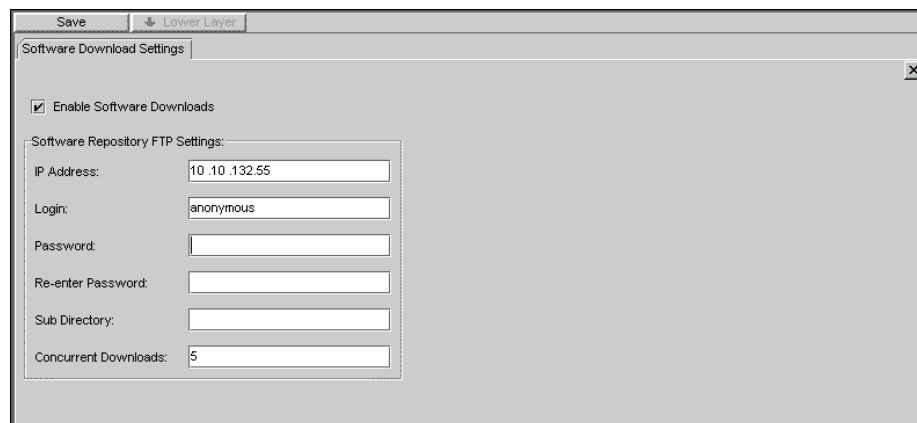 Save Lower Layer
Software Download Settings
Enable Software Downloads
Software Repository FTP Settings:
IP Address: 10 .10 .132.55
Login: anonymous
Password:
Re-enter Password:
Sub Directory:
Concurrent Downloads: 5